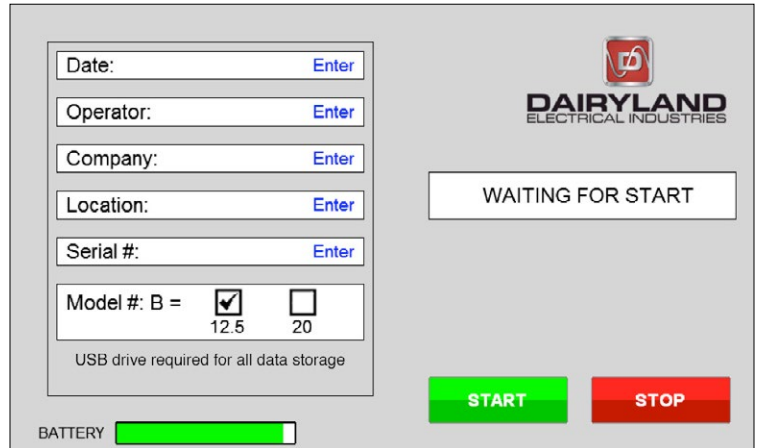 Date: Enter
Operator: Enter
Company: Enter
Location: Enter
Serial #: Enter
Model #: B =
12.5 20
USB drive required for all data storage
BATTERY
D
DAIRYLAND
ELECTRICAL INDUSTRIES
WAITING FOR START
START STOP